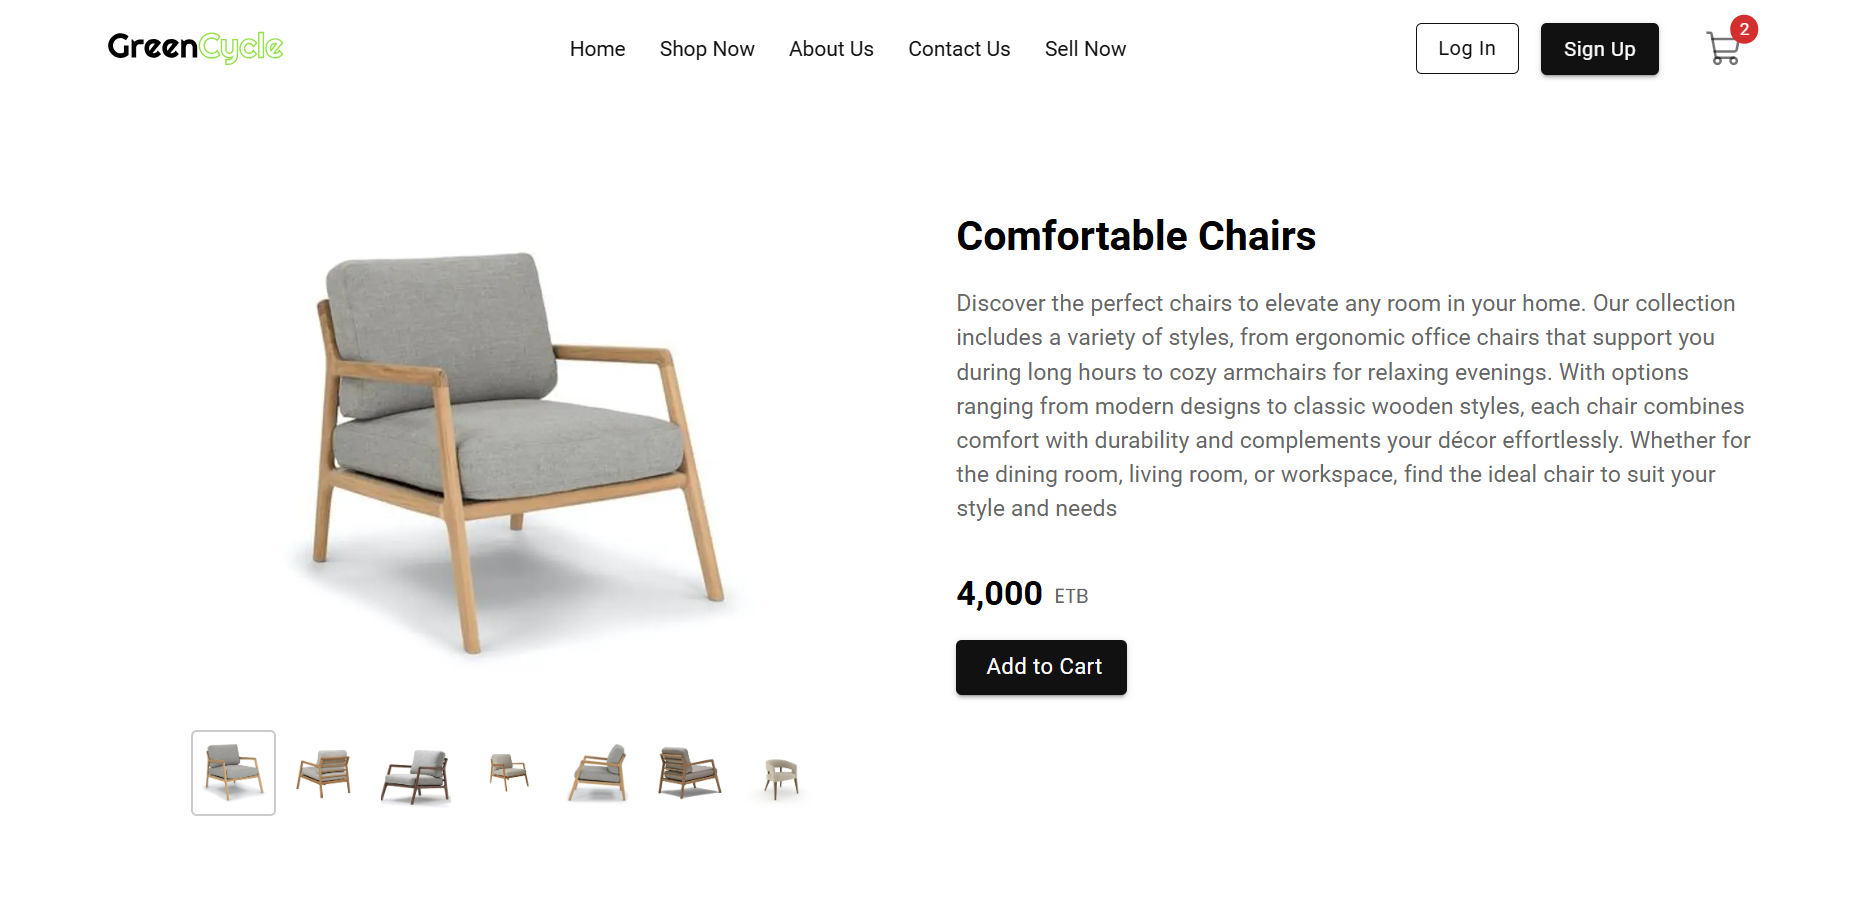 GreenCycle
Home Shop Now About Us Contact Us Sell Now
Log In Sign Up 2
Comfortable Chairs
Discover the perfect chairs to elevate any room in your home. Our collection
includes a variety of styles, from ergonomic office chairs that support you
during long hours to cozy armchairs for relaxing evenings. With options
ranging from modern designs to classic wooden styles, each chair combines
comfort with durability and complements your décor effortlessly. Whether for
the dining room, living room, or workspace, find the ideal chair to suit your
style and needs
4,000 ETB
Add to Cart